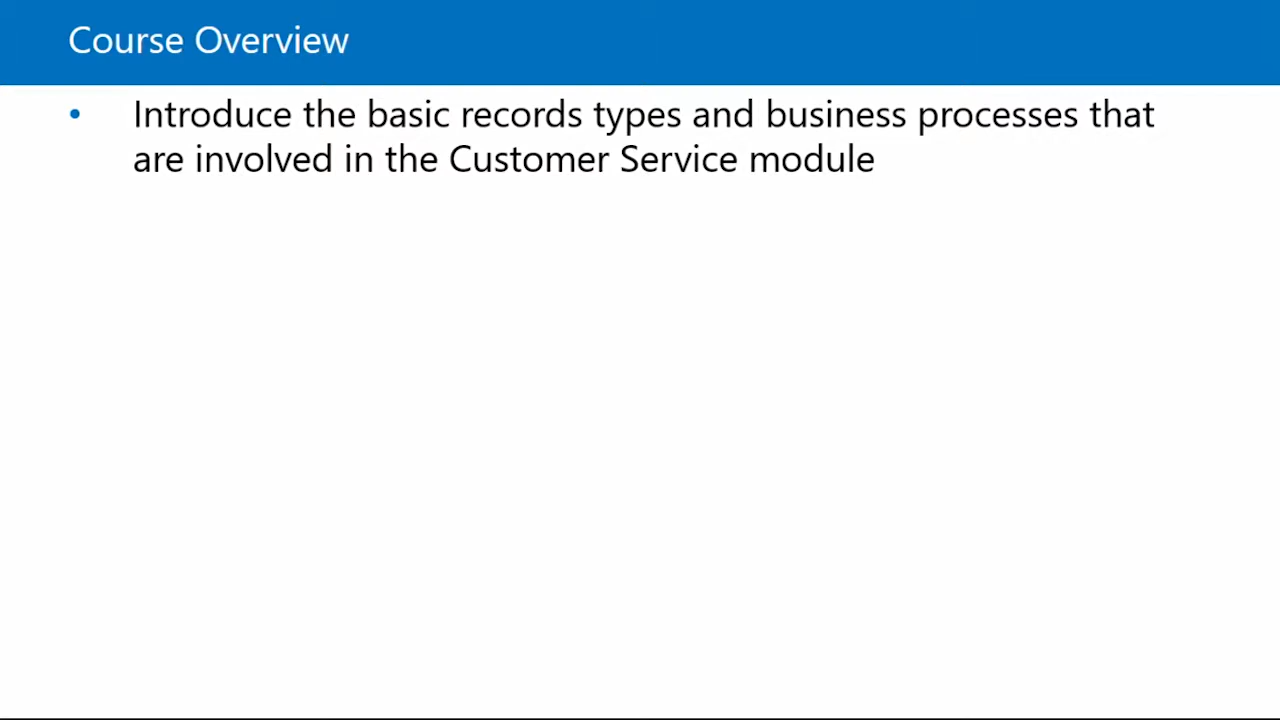 Course Overview
• Introduce the basic records types and business processes that
are involved in the Customer Service module